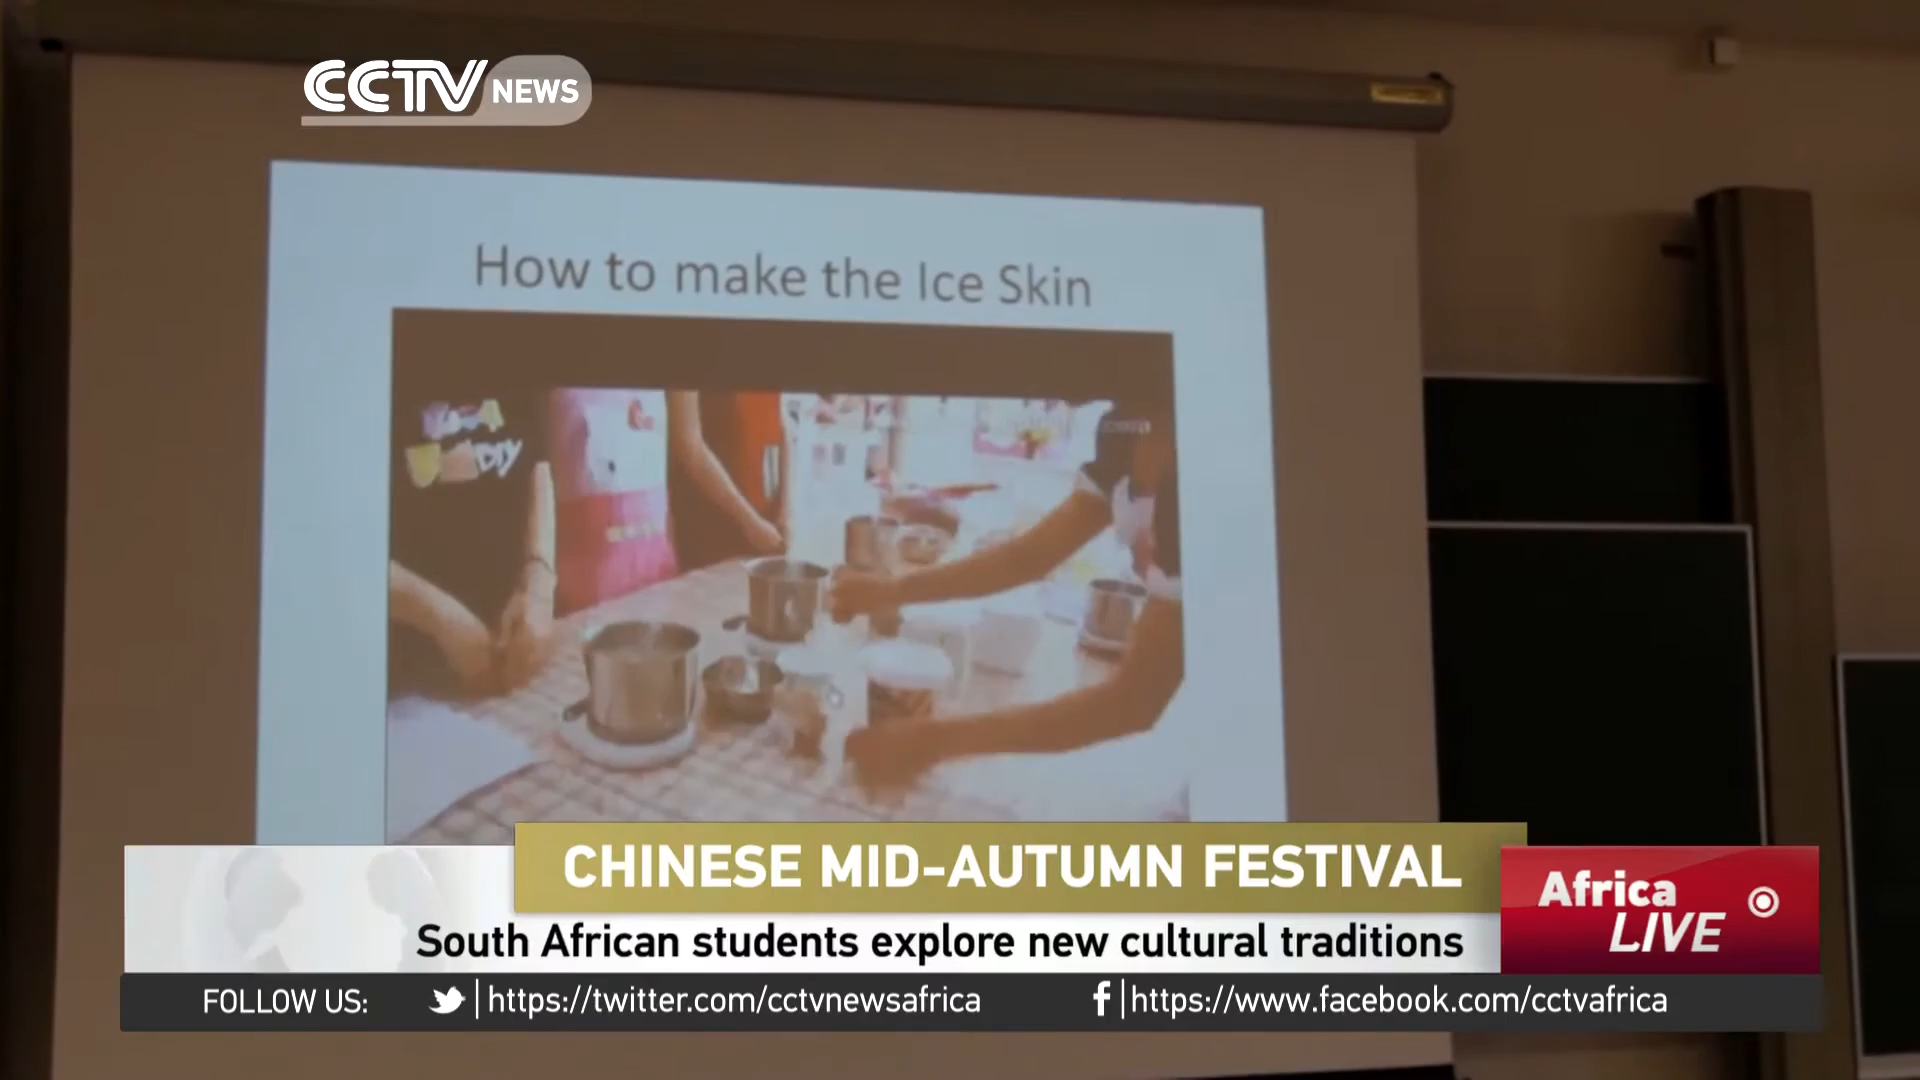 CCTV NEWS
How to make the Ice Skin
DIY
CHINESE MID-AUTUMN FESTIVAL
South African students explore new cultural traditions
Africa
LIVE
FOLLOW US: https://twitter.com/cctvnewsafrica https://www.facebook.com/cctvafrica